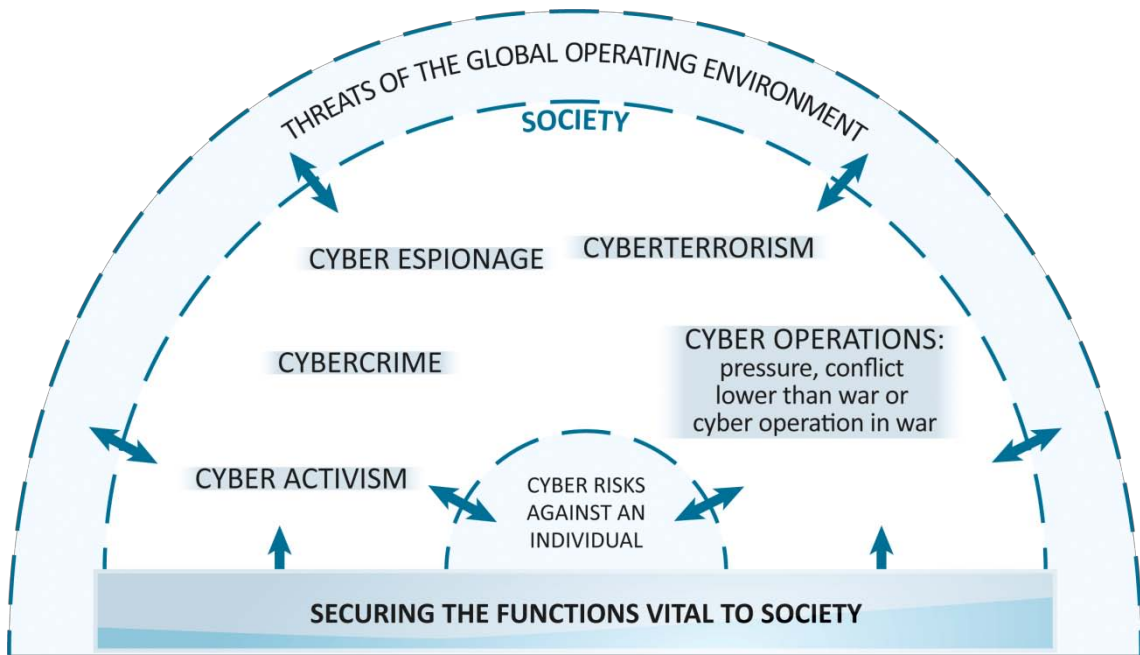 THREATS OF THE GLOBAL OPERATING ENVIRONMENT
SOCIETY
CYBER ESPIONAGE
CYBERTERRORISM
CYBERCRIME
CYBER OPERATIONS:
pressure, conflict
lower than war or
cyber operation in war
CYBER ACTIVISM
CYBER RISKS
AGAINST AN
INDIVIDUAL
SECURING THE FUNCTIONS VITAL TO SOCIETY